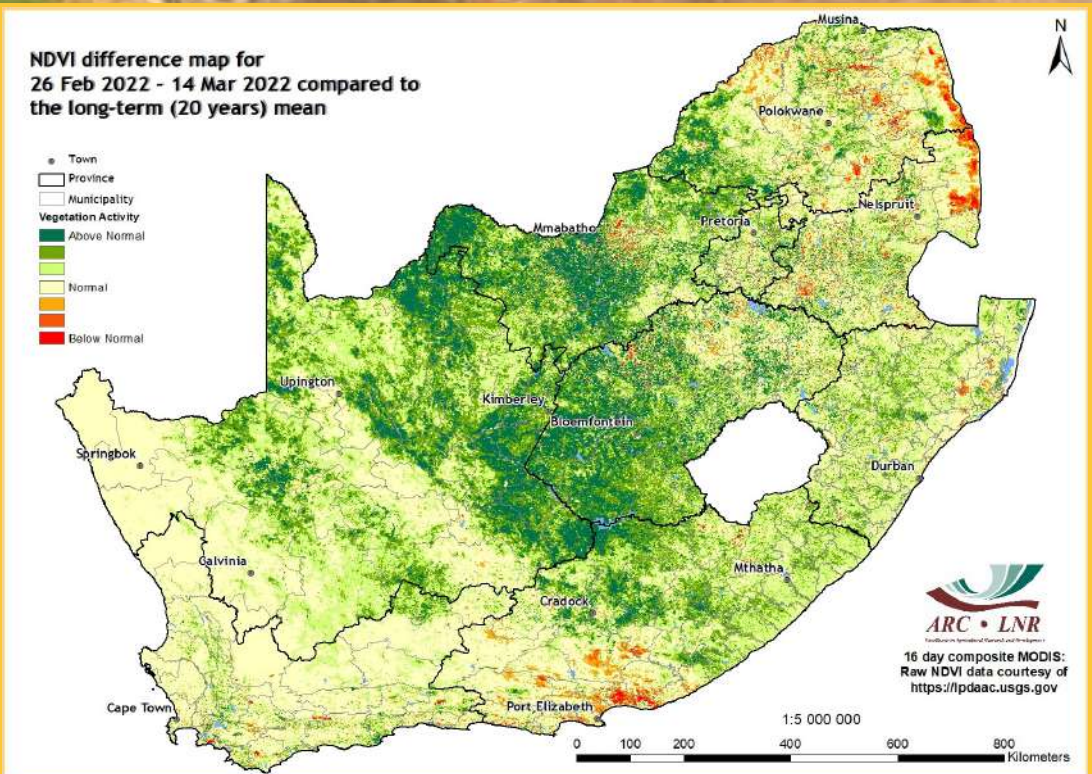 NDVI difference map for
26 Feb 2022 - 14 Mar 2022 compared to
the long-term (20 years) mean
Town
Province
Municipality
Vegetation Activity
Above Normal
Normal
Below Normal
N
Musina
Polokwane
Nelspruit
Pretoria
Mmabatho
Upington
Kimberley
Bloemfontein
Springbok
Durban
Calvinia
Mthatha
Cradock
Cape Town
Port Elizabeth
ARC • LNR
16 day composite MODIS:
Raw NDVI data courtesy of
https://lpdaac.usgs.gov
1:5 000 000
0 100 200 400 600 800
Kilometers